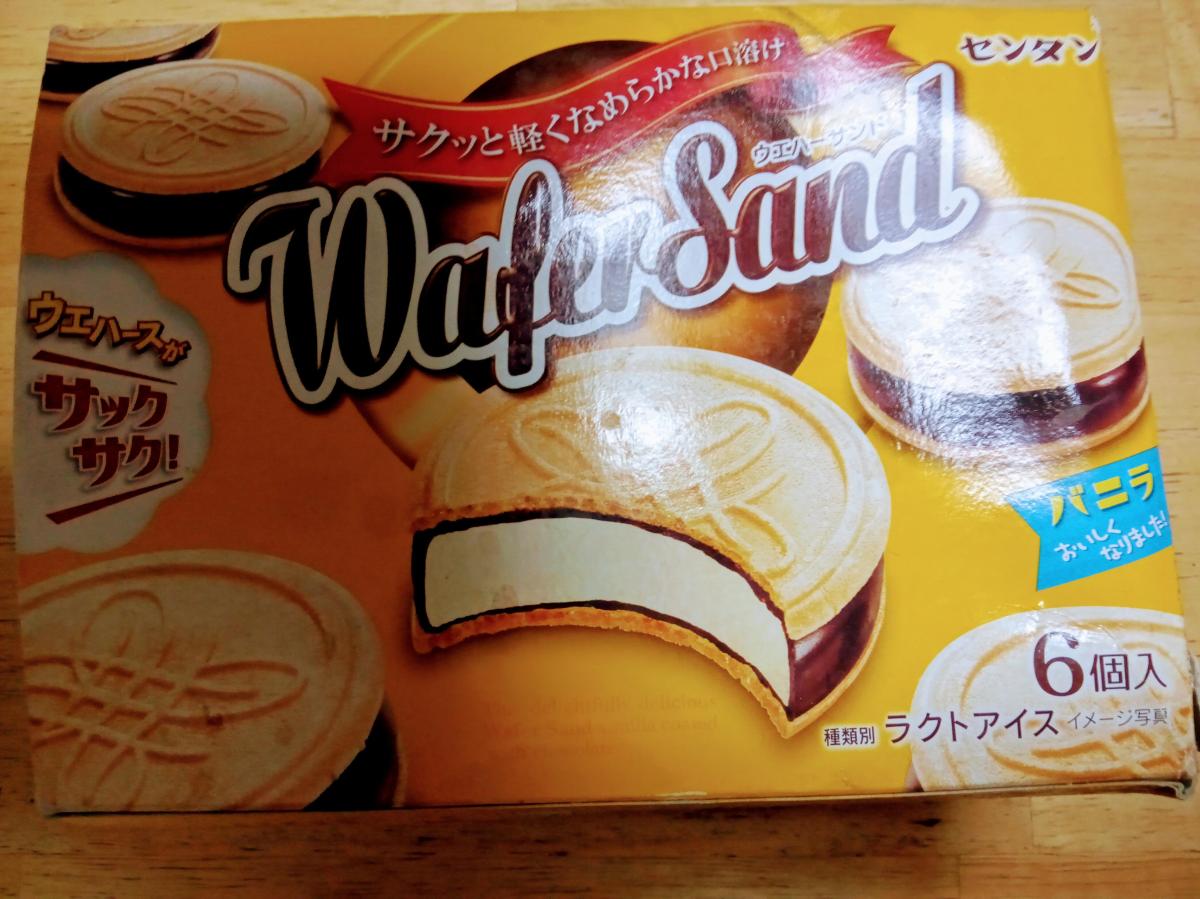 センタン
サクッと軽くなめらかな口溶け
ウエハーサンド
Wafer Sand
ウエハースが
サック
サク!
バニラ
おいしく
なりました!
6個入
種類別 ラクトアイス イメージ写真